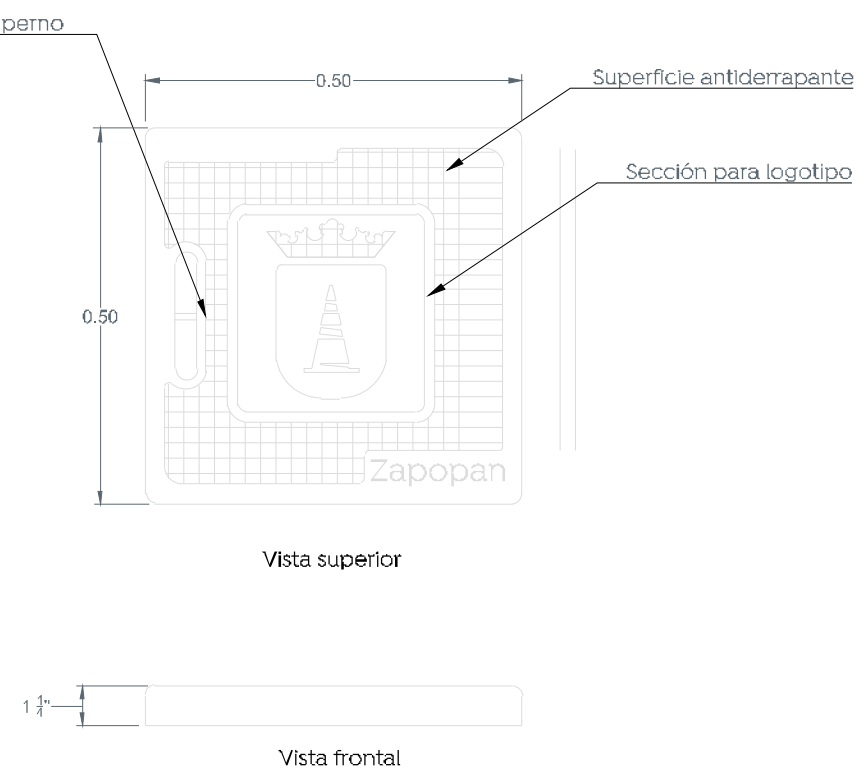 perno
0.50
Superficie antiderrapante
Sección para logotipo
0.50
Zapopan
Vista superior
1 1/4"
Vista frontal